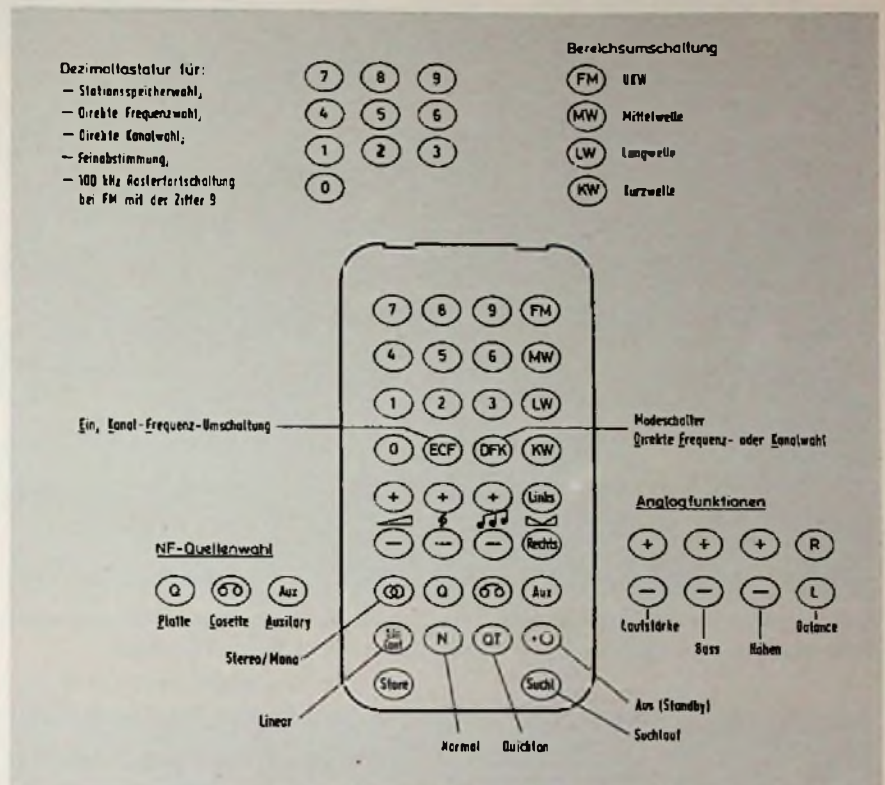 Dezimaltastatur für:
— Stationsspeicherwahl,
— Direkte Frequenzwahl,
— Direkte Kanalwahl,
— Feinabstimmung,
— 100 kHz Rasterfortschaltung
bei FM mit der Ziffer 9
7 8 9
4 5 6
1 2 3
0
Bereichsumschaltung
FM UKW
MW Mittelwelle
LW Langwelle
KW Kurzwelle
7 8 9 FM
4 5 6 MW
1 2 3 LW
0 ECF DFK KW
Ein, Kanal-Frequenz-Umschaltung
Modeschalter
Direkte Frequenz- oder Kanalwahl
+ + + Links
— — — Rechts
Aux
N QT
Store Suchl
NF-Quellenwahl
Aux
Platte Casette Auxilary
Stereo/Mono
Linear
Normal Quickton
Aus (Standby)
Suchlauf
Analogfunktionen
+ + + R
— — — L
Lautstärke Bass Höhen Balance